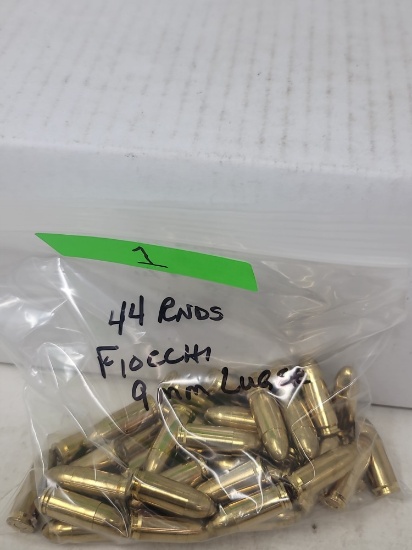 1
44 RNDS
FIOCCHI
9mm Luger